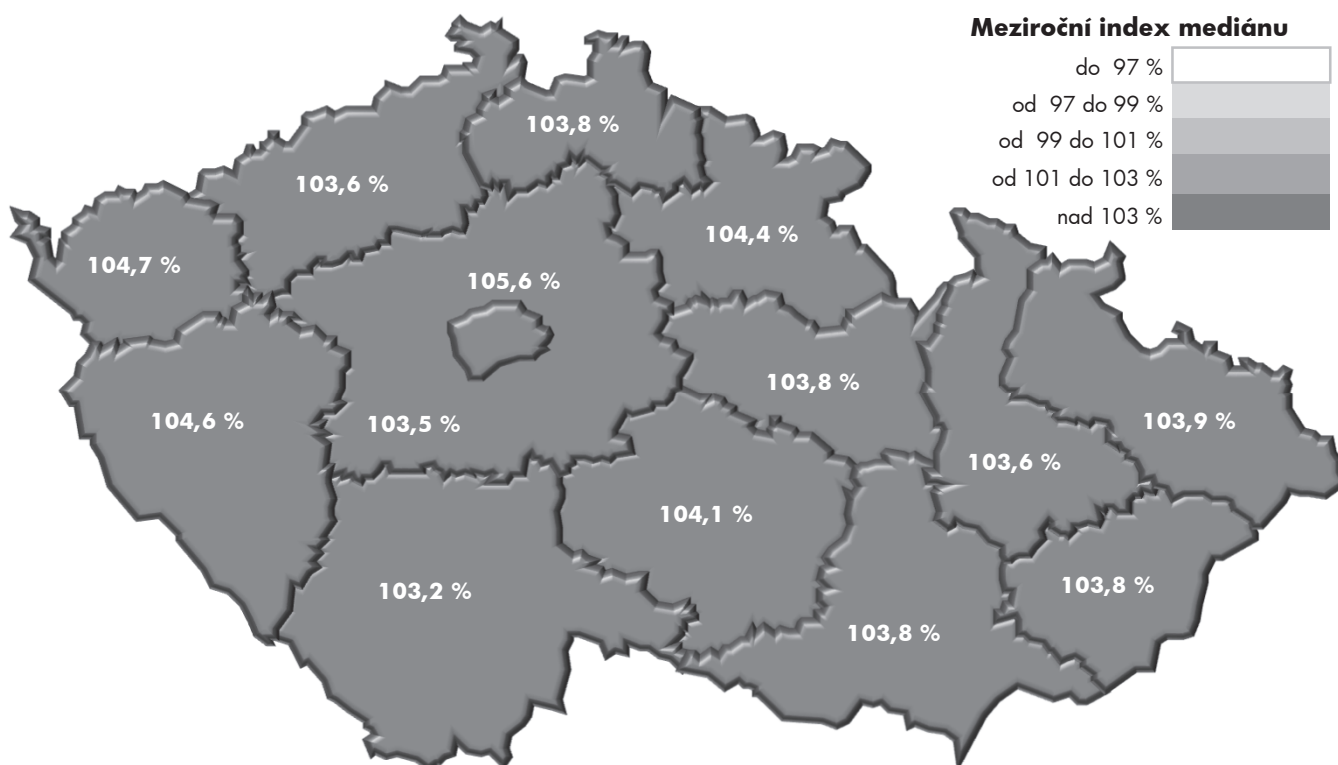 Meziroční index mediánu
do 97 %
od 97 do 99 %
od 99 do 101 %
od 101 do 103 %
nad 103 %
103,8 %
103,6 %
104,4 %
104,7 %
105,6 %
103,8 %
104,6 %
103,5 %
103,9 %
103,6 %
104,1 %
103,2 %
103,8 %
103,8 %